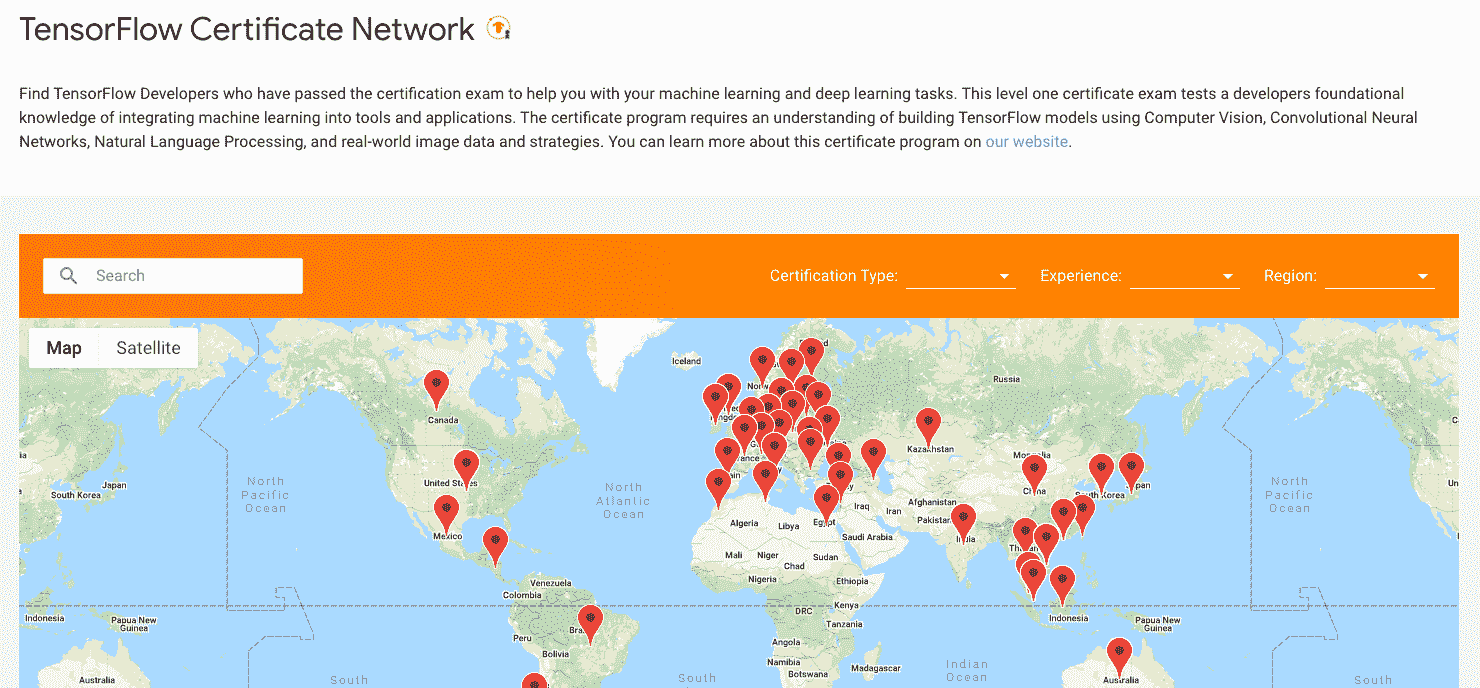 TensorFlow Certificate Network
Find TensorFlow Developers who have passed the certification exam to help you with your machine learning and deep learning tasks. This level one certificate exam tests a developers foundational
knowledge of integrating machine learning into tools and applications. The certificate program requires an understanding of building TensorFlow models using Computer Vision, Convolutional Neural
Networks, Natural Language Processing, and real-world image data and strategies. You can learn more about this certificate program on our website.
Search
Certification Type:
Experience:
Region:
Map
Satellite
Iceland
Russia
Canada
Kazakhstan
United States
South Korea
Japan
North
Pacific
Ocean
North
Atlantic
Ocean
North
Pacific
Ocean
South Korea
Afghanistan
Iraq
Iran
Mexico
Algeria
Libya
Egypt
Saudi Arabia
India
Mali
Niger
Chad
Sudan
Nigeria
Ethiopia
Venezuela
Colombia
DRC
Kenya
Tanzania
Indonesia
Papua New
Guinea
Indonesia
Papua New
Guinea
Peru
Bolivia
Angola
Namibia
Botswana
Madagascar
Indian
Ocean
Australia
Australia
South
South
South